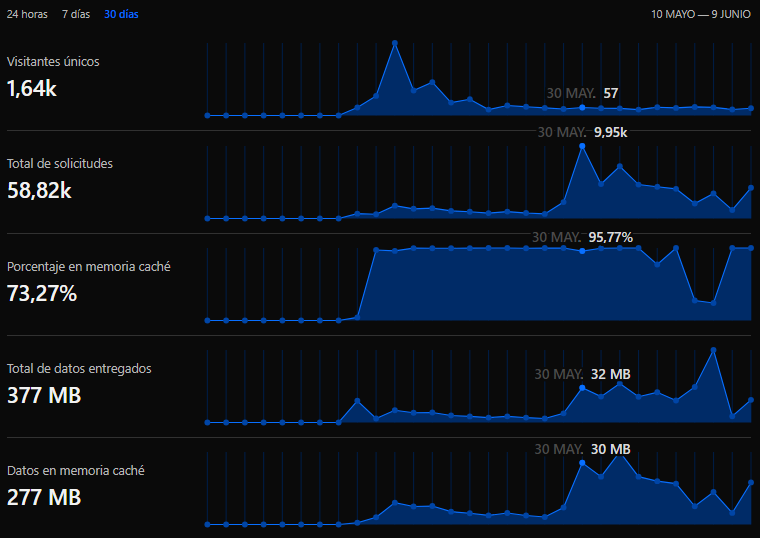 24 horas 7 días 30 días 10 MAYO — 9 JUNIO
Visitantes únicos
1,64k
30 MAY. 57
Total de solicitudes
58,82k
30 MAY. 9,95k
Porcentaje en memoria caché
73,27%
30 MAY. 95,77%
Total de datos entregados
377 MB
30 MAY. 32 MB
Datos en memoria caché
277 MB
30 MAY. 30 MB